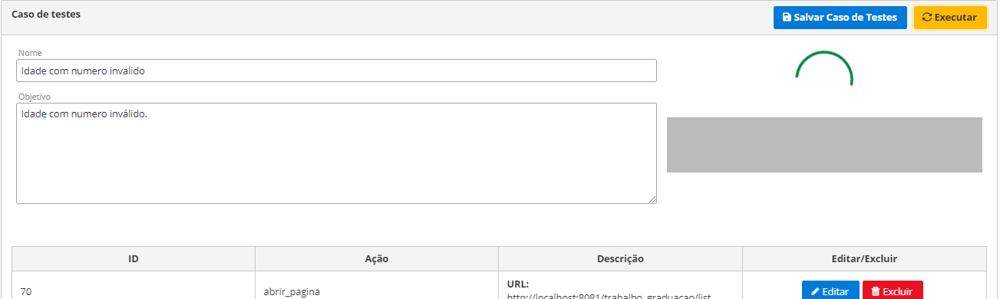 Caso de testes
Salvar Caso de Testes
Executar
Nome
Idade com numero invalido
Objetivo
Idade com numero inválido.
ID Ação Descrição Editar/Excluir
70 abrir_pagina URL:
http://localhost:8081/trabalho_graduacao/list
Editar Excluir